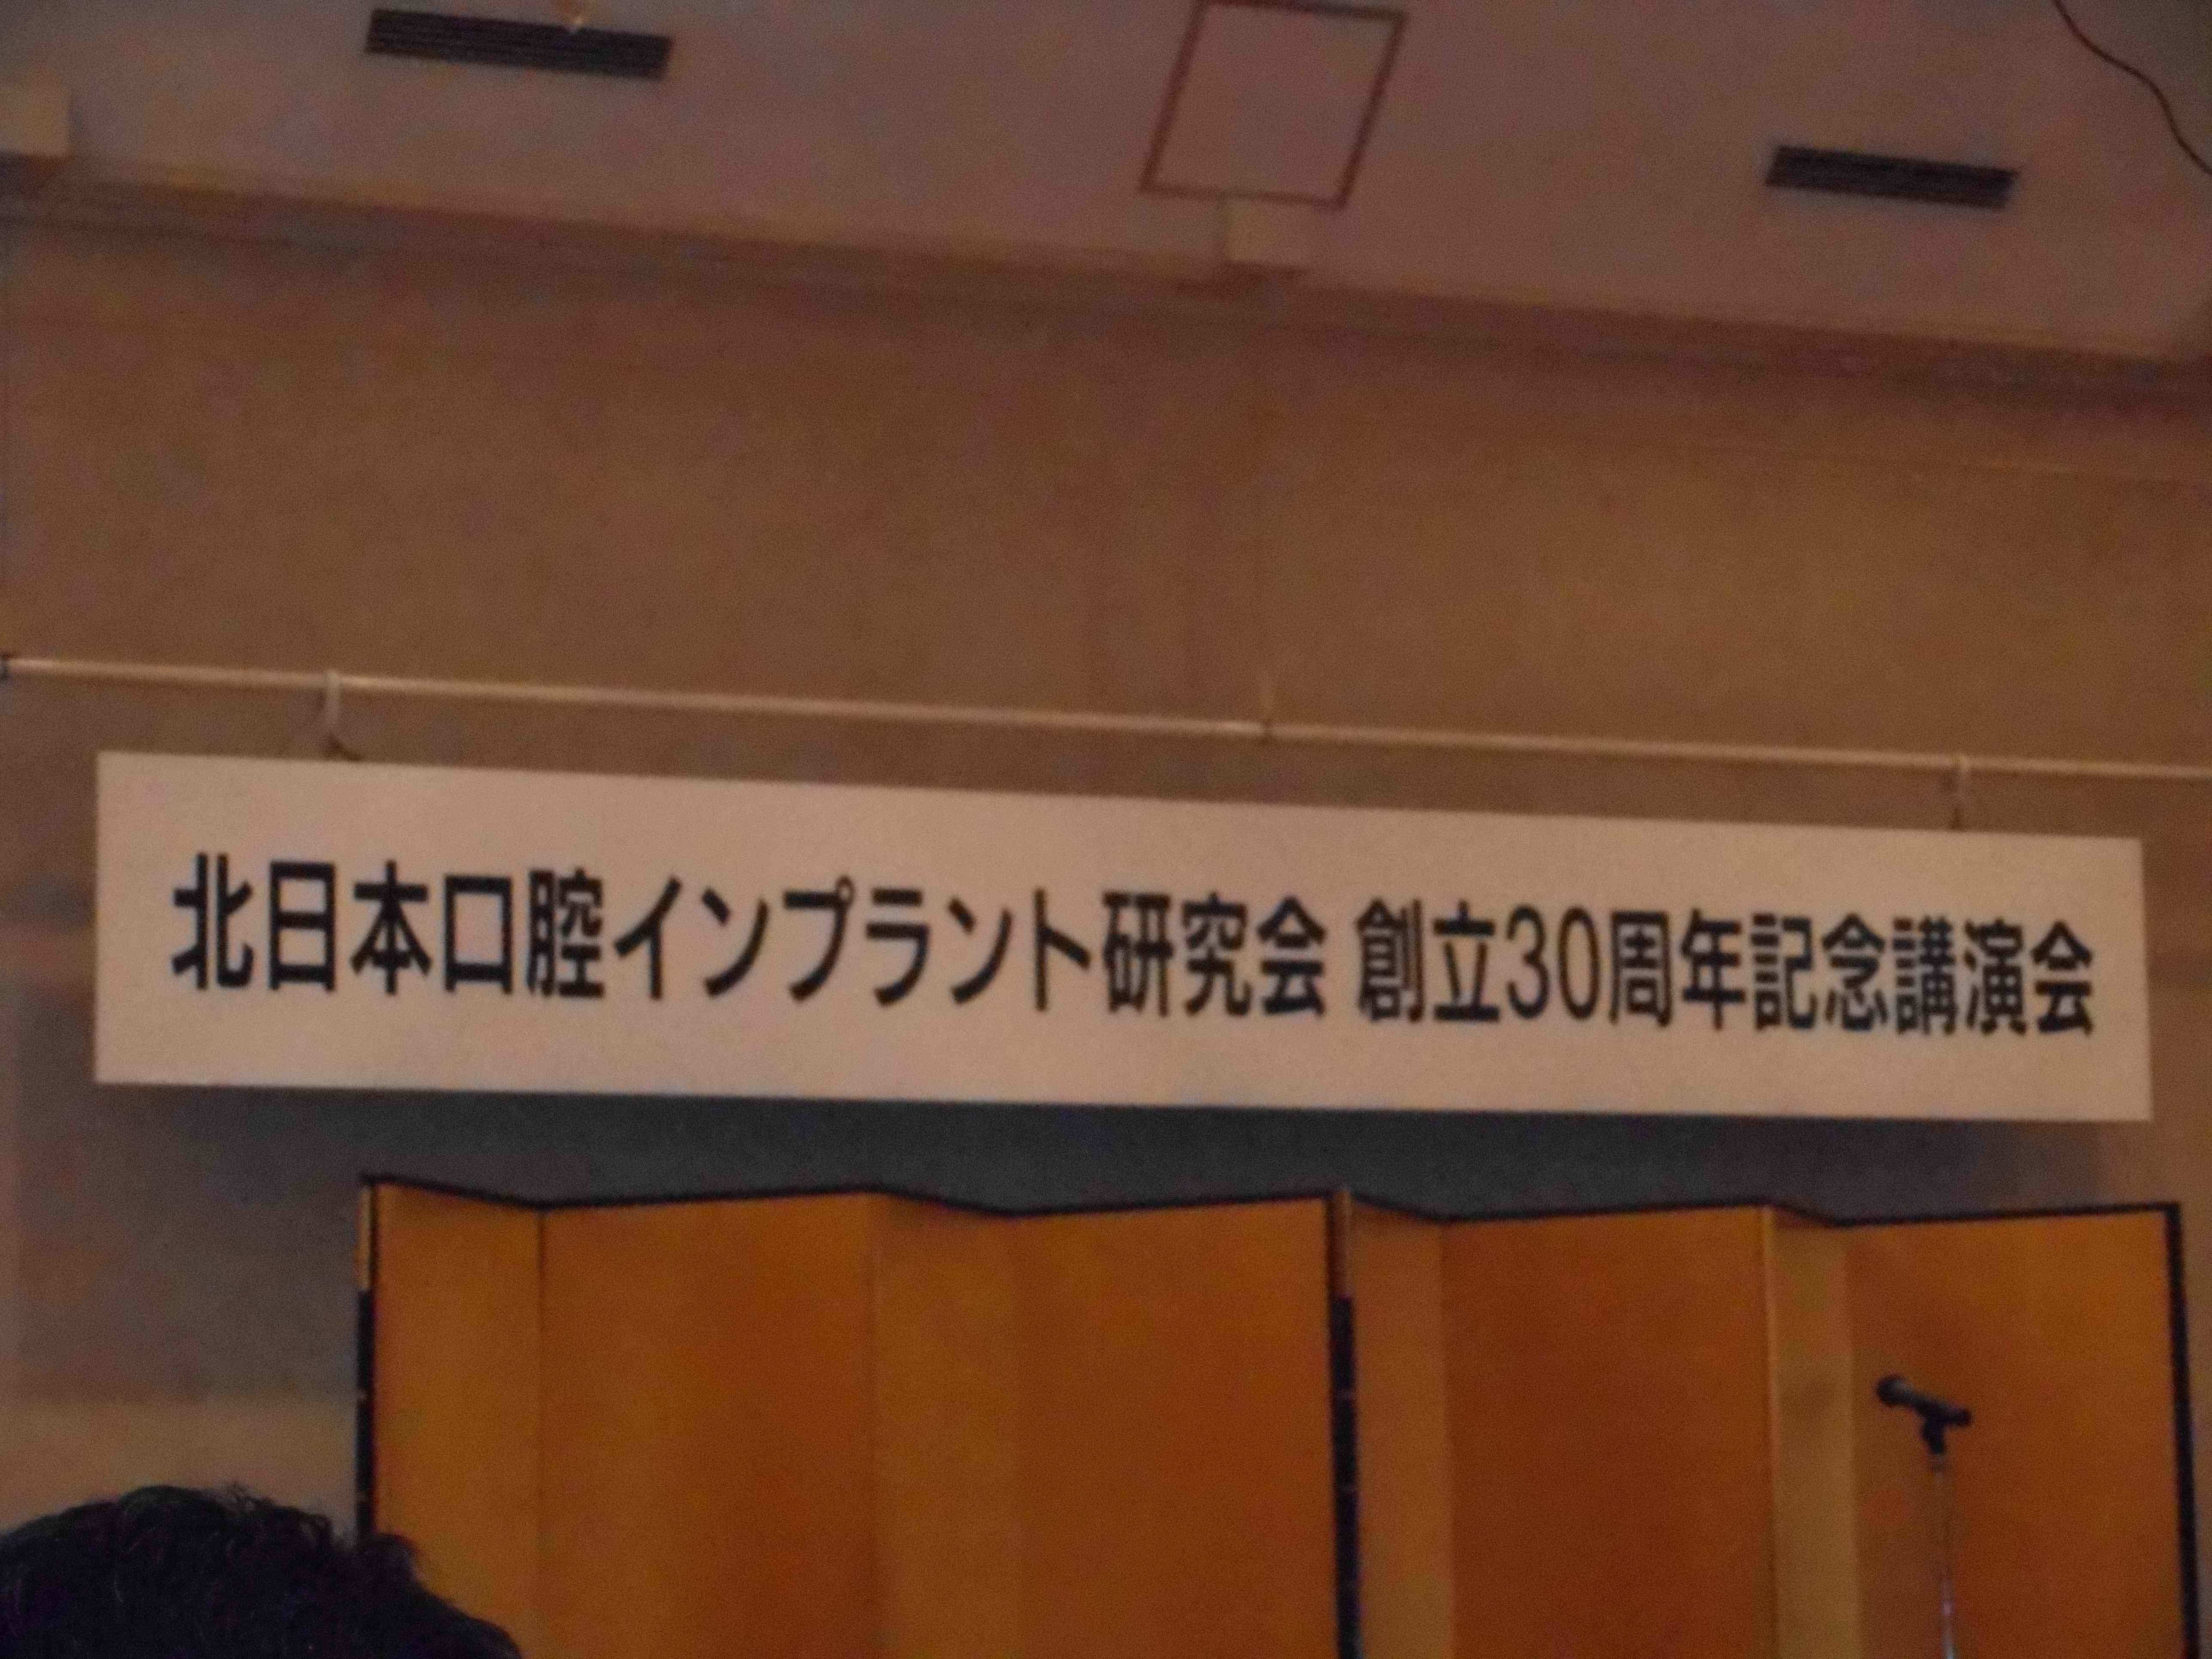 北日本口腔インプラント研究会 創立30周年記念講演会